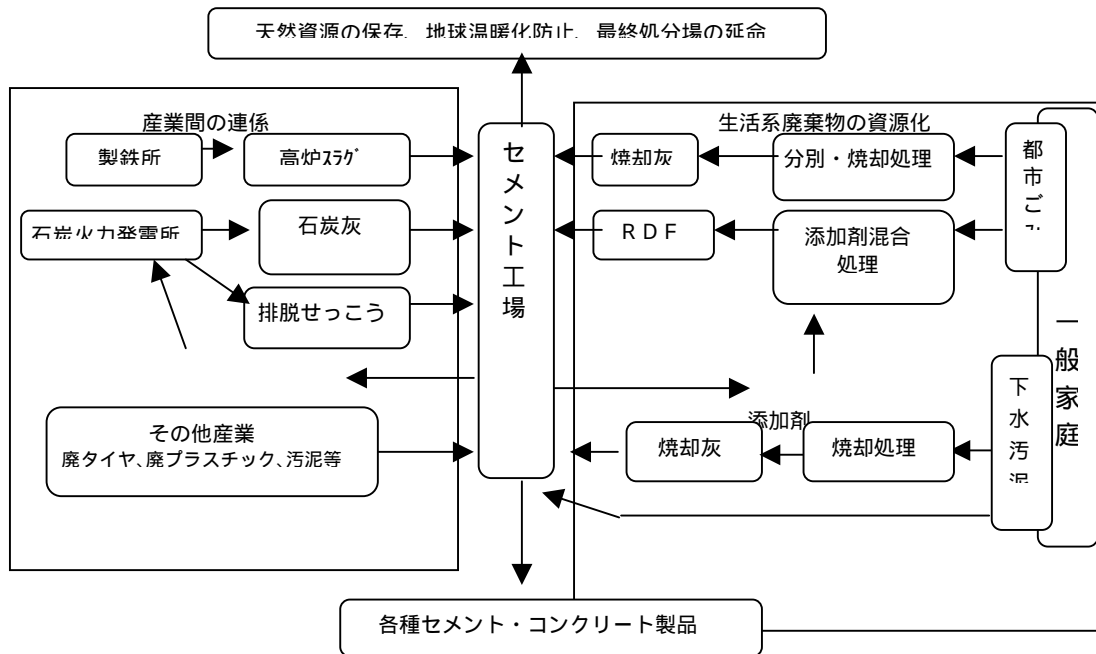 天然資源の保存、地球温暖化防止、最終処分場の延命
産業間の連係
製鉄所
高炉ｽﾗｸﾞ
石炭火力発電所
石炭灰
排脱せっこう
その他産業
廃タイヤ、廃プラスチック、汚泥等
セメント工場
生活系廃棄物の資源化
焼却灰
分別・焼却処理
RDF
添加剤混合
処理
都市ごみ
添加剤
焼却灰
焼却処理
下水汚泥
一般家庭
各種セメント・コンクリート製品